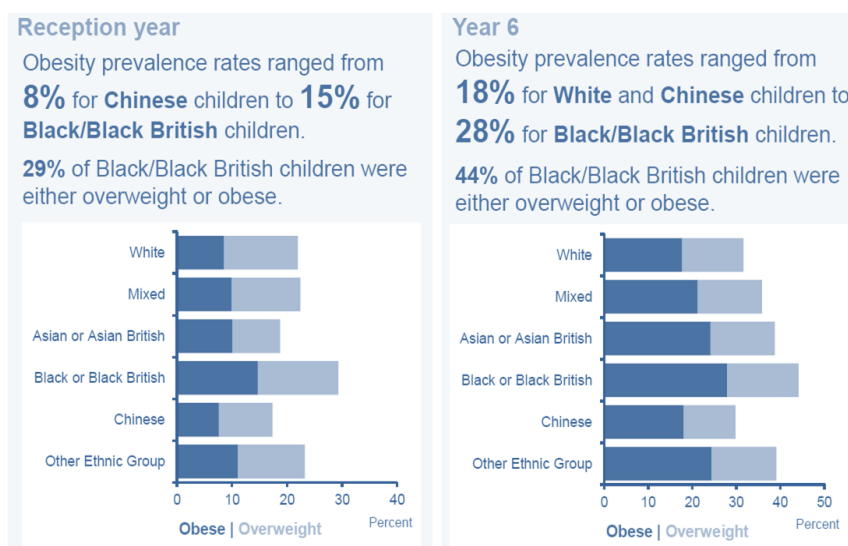 Reception year
Obesity prevalence rates ranged from
8% for Chinese children to 15% for
Black/Black British children.
29% of Black/Black British children were
either overweight or obese.
White
Mixed
Asian or Asian British
Black or Black British
Chinese
Other Ethnic Group
0 10 20 30 40
Percent
Obese | Overweight
Year 6
Obesity prevalence rates ranged from
18% for White and Chinese children to
28% for Black/Black British children.
44% of Black/Black British children were
either overweight or obese.
White
Mixed
Asian or Asian British
Black or Black British
Chinese
Other Ethnic Group
0 10 20 30 40 50
Percent
Obese | Overweight